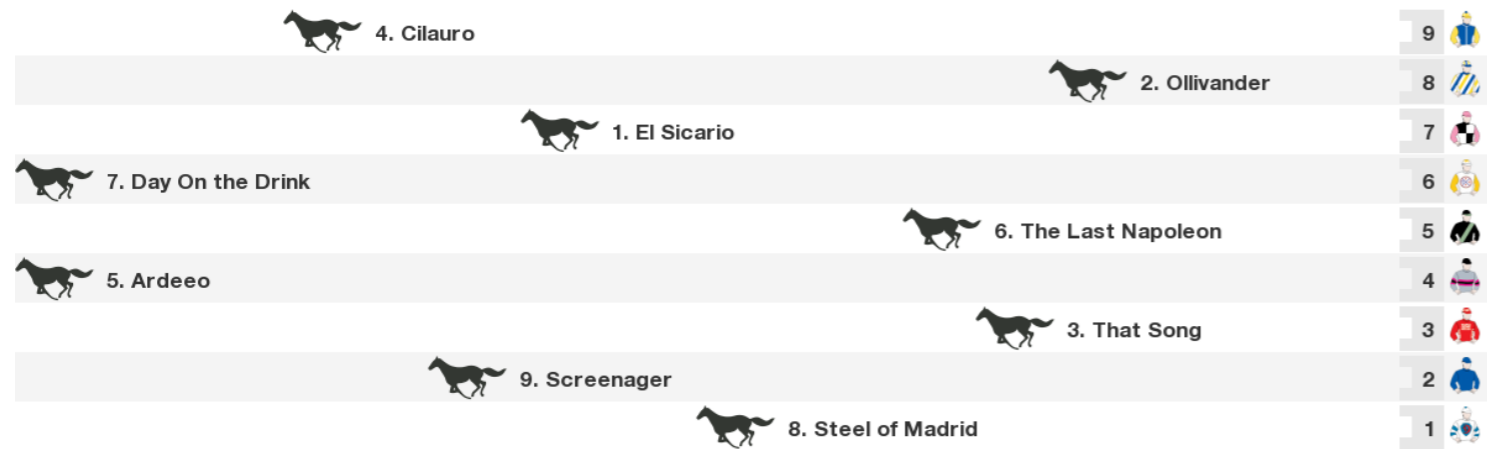 4. Cilauro 9
2. Ollivander 8
1. El Sicario 7
7. Day On the Drink 6
6. The Last Napoleon 5
5. Ardeeo 4
3. That Song 3
9. Screenager 2
8. Steel of Madrid 1